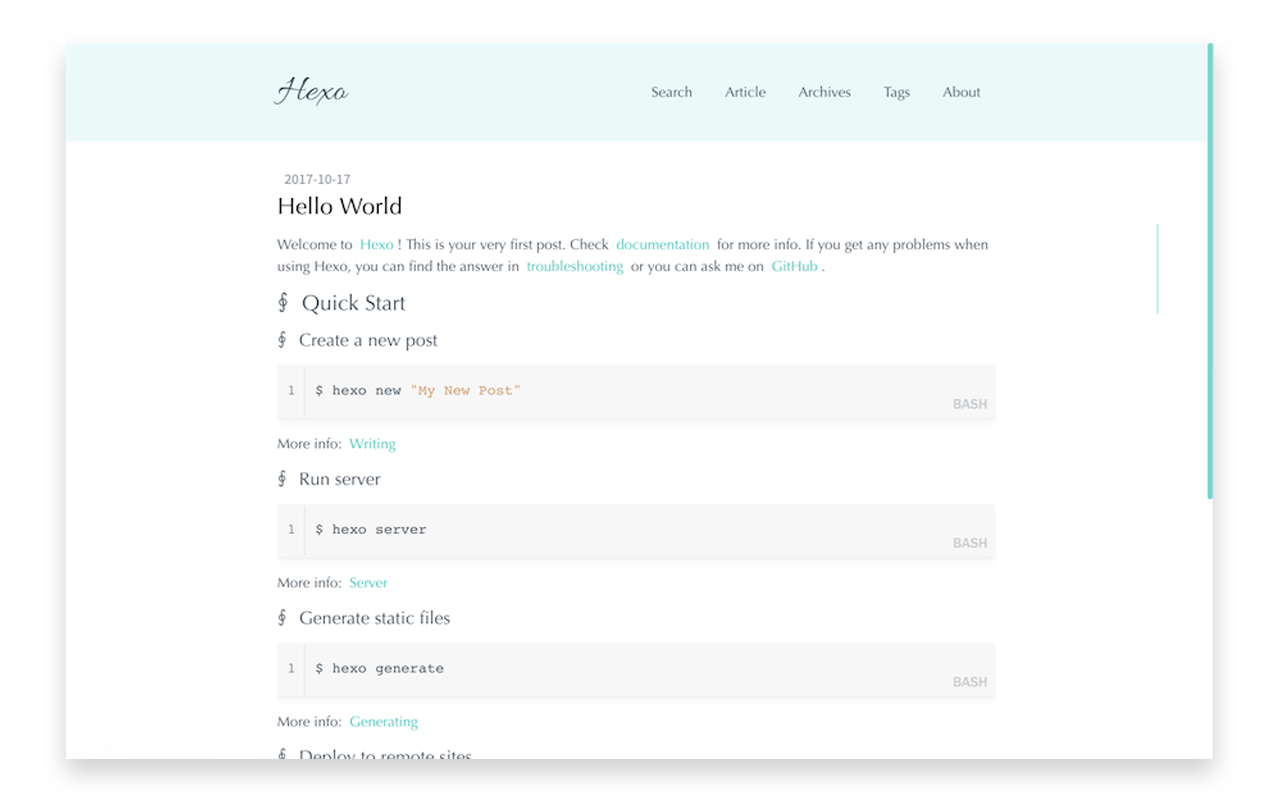 Hexo
Search Article Archives Tags About
2017-10-17
Hello World
Welcome to Hexo ! This is your very first post. Check documentation for more info. If you get any problems when
using Hexo, you can find the answer in troubleshooting or you can ask me on GitHub .
∮ Quick Start
∮ Create a new post
1 $ hexo new "My New Post"
BASH
More info: Writing
∮ Run server
1 $ hexo server
BASH
More info: Server
∮ Generate static files
1 $ hexo generate
BASH
More info: Generating
∮ Deploy to remote sites